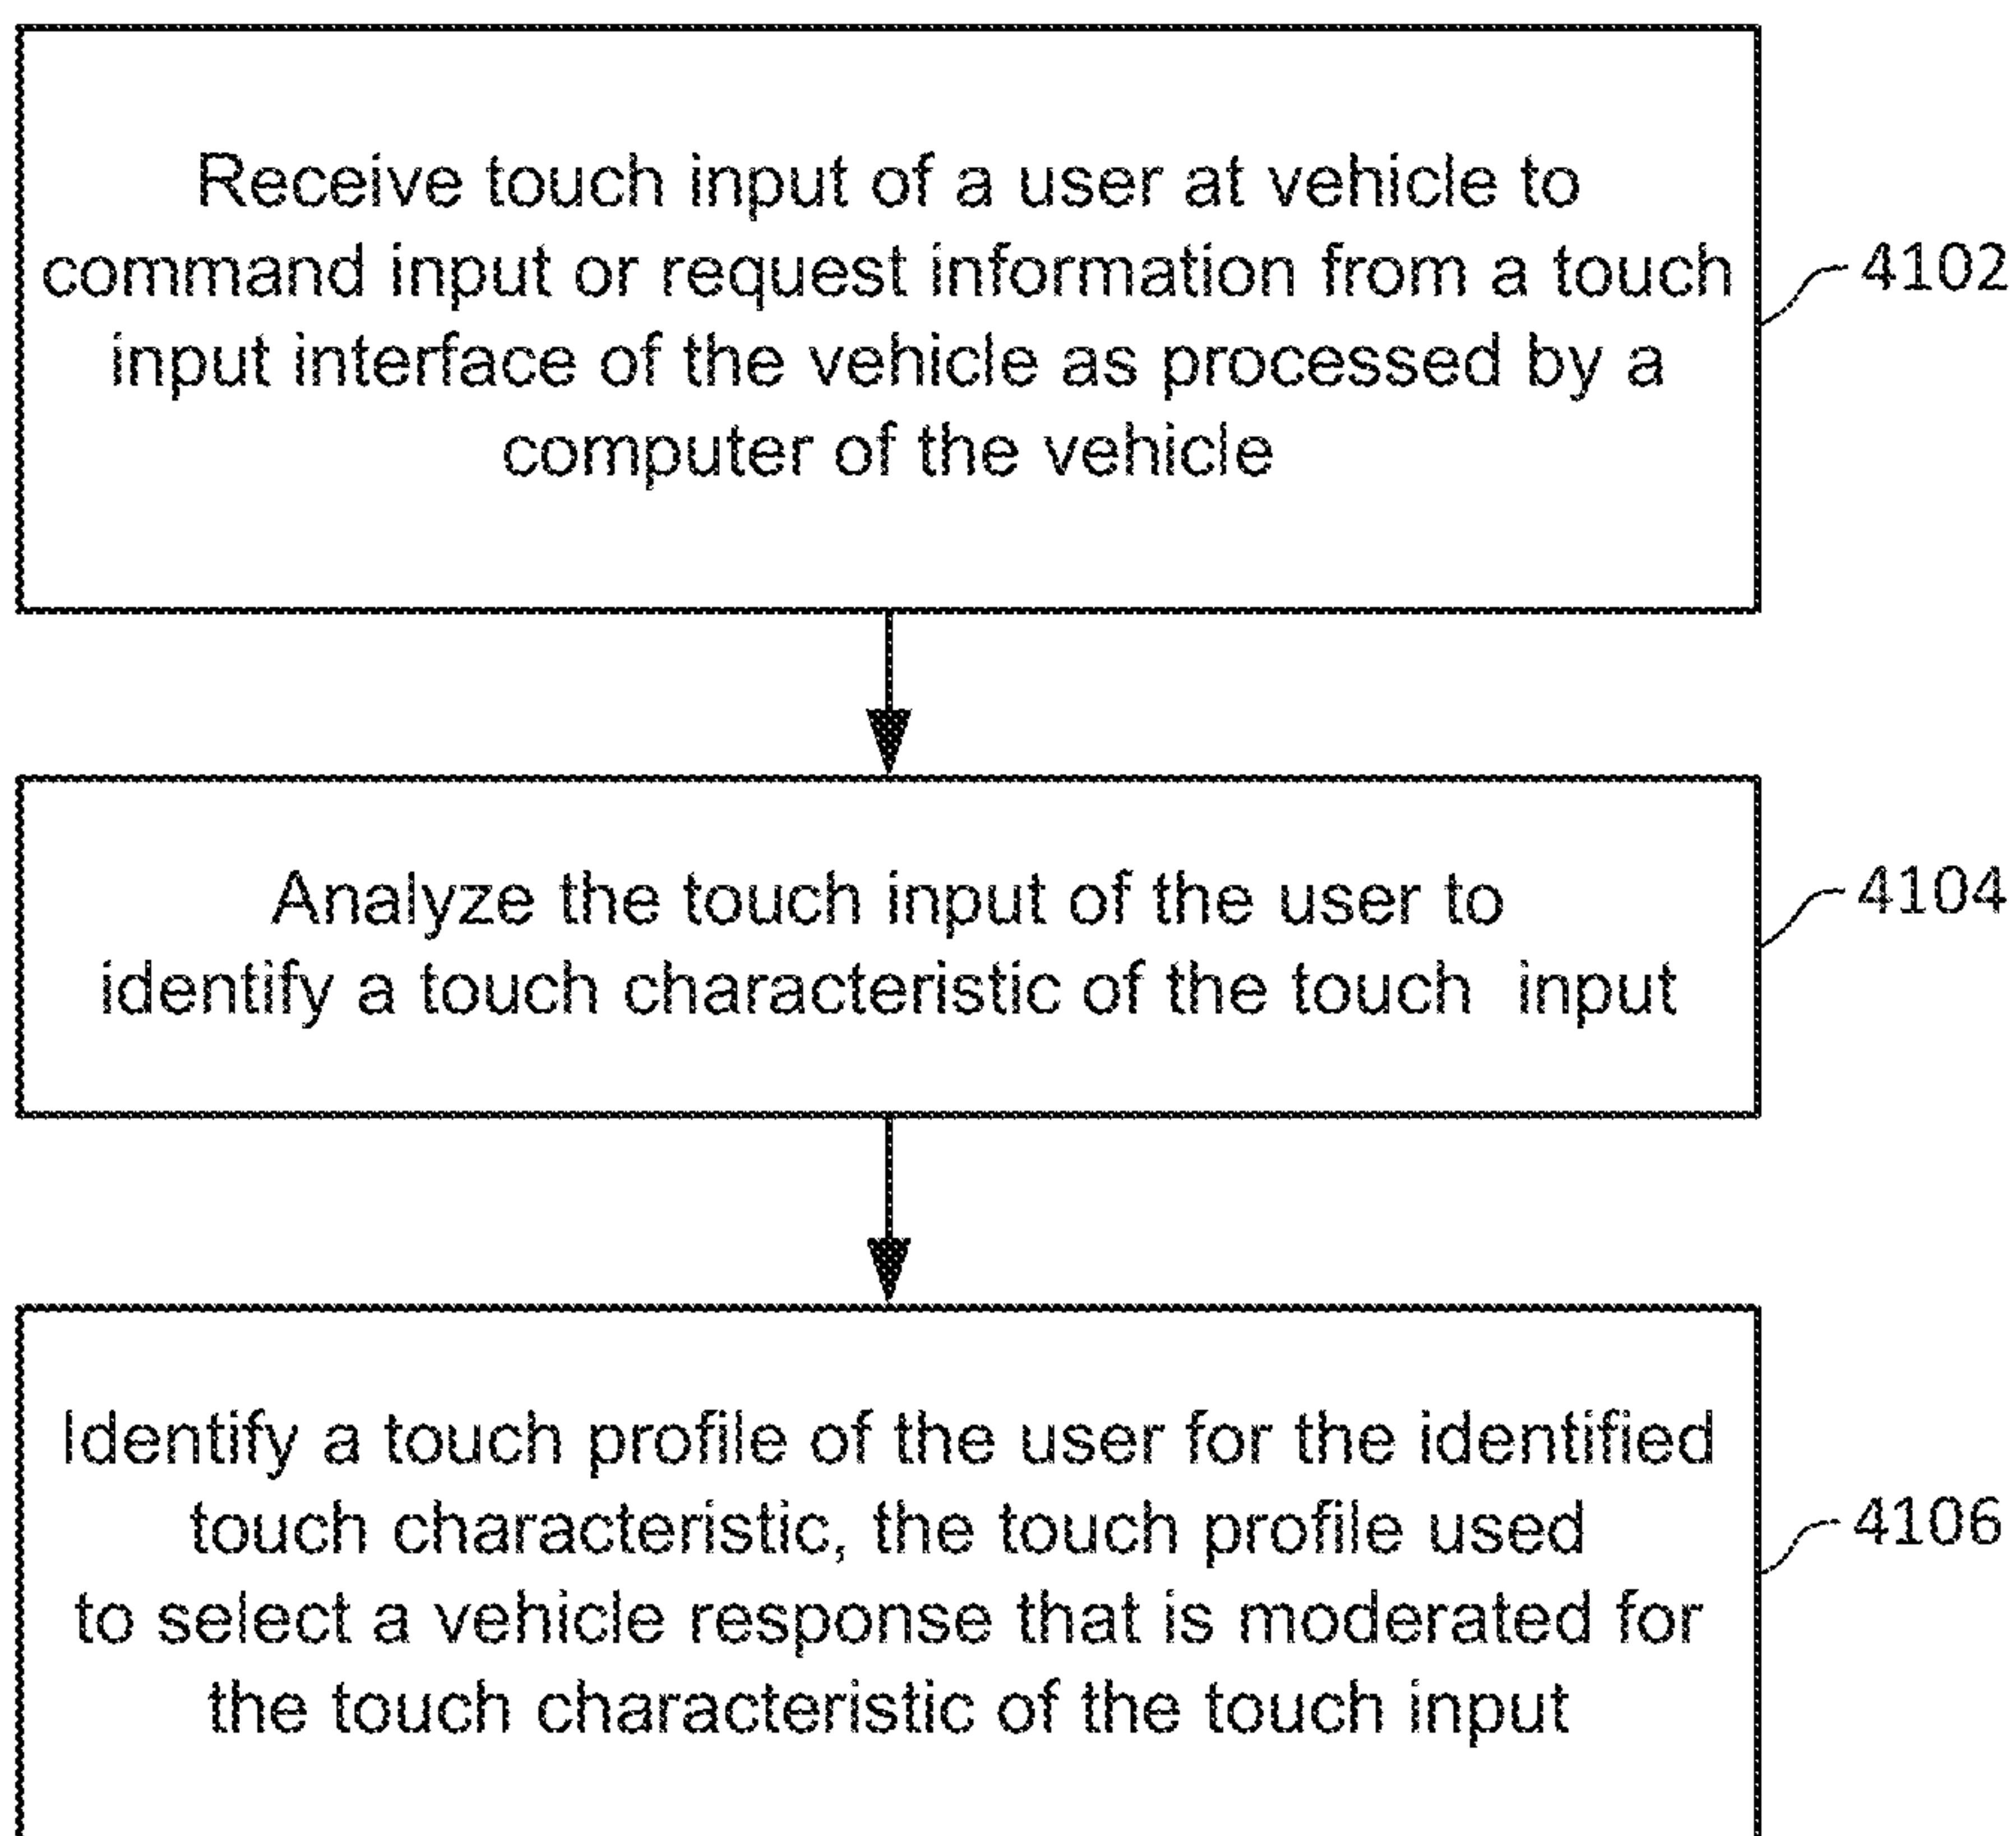 Receive touch input of a user at vehicle to
command input or request information from a touch
input interface of the vehicle as processed by a
computer of the vehicle
4102
Analyze the touch input of the user to
identify a touch characteristic of the touch input
4104
Identify a touch profile of the user for the identified
touch characteristic, the touch profile used
to select a vehicle response that is moderated for
the touch characteristic of the touch input
4106